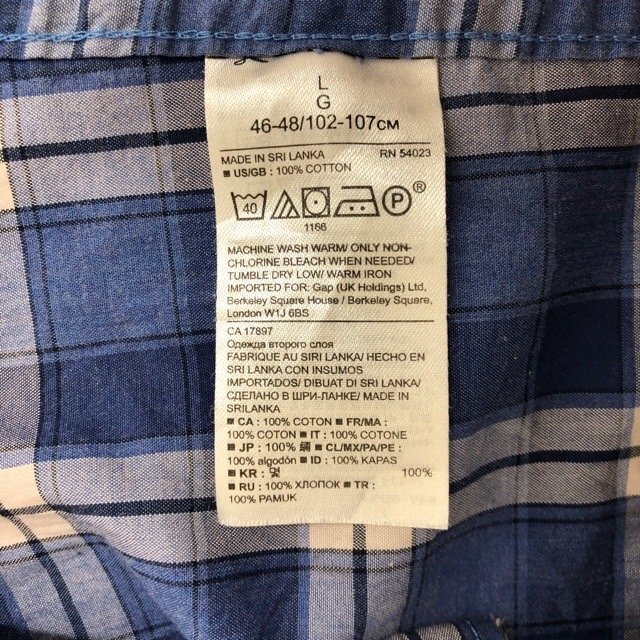 L
G
46-48/102-107CM
MADE IN SRI LANKA RN 54023
■ US/GB : 100% COTTON
40 P ®
1166
MACHINE WASH WARM/ ONLY NON-
CHLORINE BLEACH WHEN NEEDED/
TUMBLE DRY LOW/ WARM IRON
IMPORTED FOR: Gap (UK Holdings) Ltd,
Berkeley Square House / Berkeley Square,
London W1J 6BS
CA 17897
Одежда второго слоя
FABRIQUE AU SIRI LANKA/ HECHO EN
SRI LANKA CON INSUMOS
IMPORTADOS/ DIBUAT DI SRI LANKA/
СДЕЛАНО В ШРИ-ЛАНКЕ/ MADE IN
SRILANKA
■ CA : 100% COTON ■ FR/MA :
100% COTON ■ IT : 100% COTONE
■ JP : 100% 綿 ■ CL/MX/PA/PE :
100% algodón ■ ID : 100% KAPAS
■ KR : 면 100%
■ RU : 100% ХЛОПОК ■ TR :
100% PAMUK